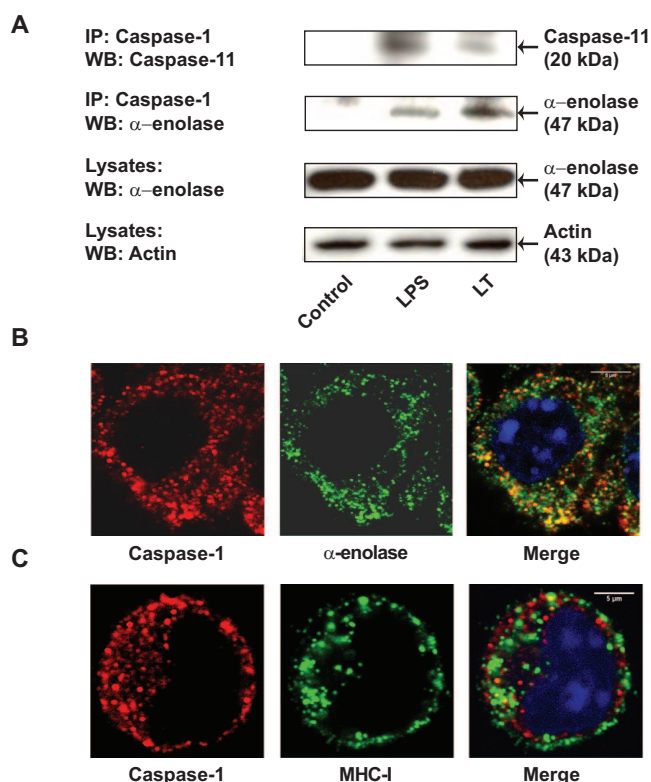 A
IP: Caspase-1
WB: Caspase-11
Caspase-11
(20 kDa)
IP: Caspase-1
WB: α–enolase
α–enolase
(47 kDa)
Lysates:
WB: α–enolase
α–enolase
(47 kDa)
Lysates:
WB: Actin
Actin
(43 kDa)
Control LPS LT
B
5 µm
Caspase-1 α-enolase Merge
C
5 µm
Caspase-1 MHC-I Merge